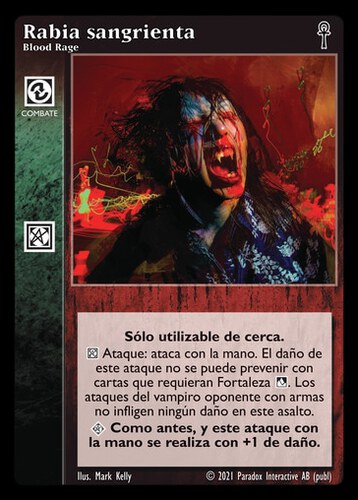 Rabia sangrienta
Blood Rage
COMBATE
Sólo utilizable de cerca.
Ataque: ataca con la mano. El daño de
este ataque no se puede prevenir con
cartas que requieran Fortaleza . Los
ataques del vampiro oponente con armas
no infligen ningún daño en este asalto.
Como antes, y este ataque con
la mano se realiza con +1 de daño.
Ilus. Mark Kelly
© 2021 Paradox Interactive AB (publ)